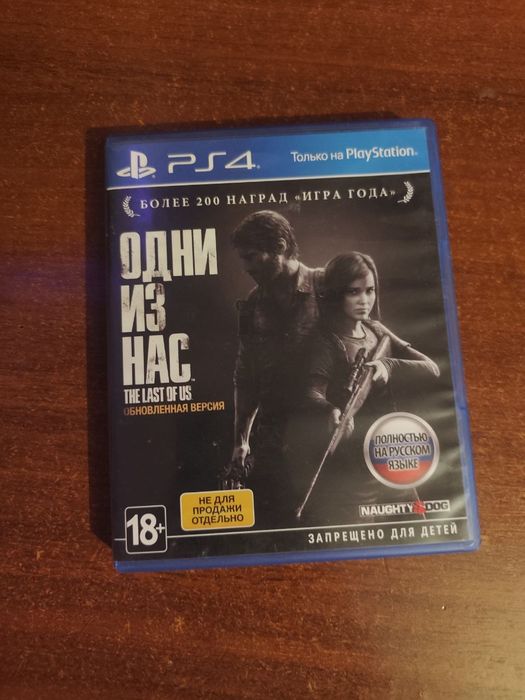 PS4
Только на PlayStation
БОЛЕЕ 200 НАГРАД «ИГРА ГОДА»
ОДНИ
ИЗ
НАС
THE LAST OF US
ОБНОВЛЕННАЯ ВЕРСИЯ
ПОЛНОСТЬЮ
НА РУССКОМ
ЯЗЫКЕ
НЕ ДЛЯ
ПРОДАЖИ
ОТДЕЛЬНО
18+
NAUGHTY DOG
ЗАПРЕЩЕНО ДЛЯ ДЕТЕЙ